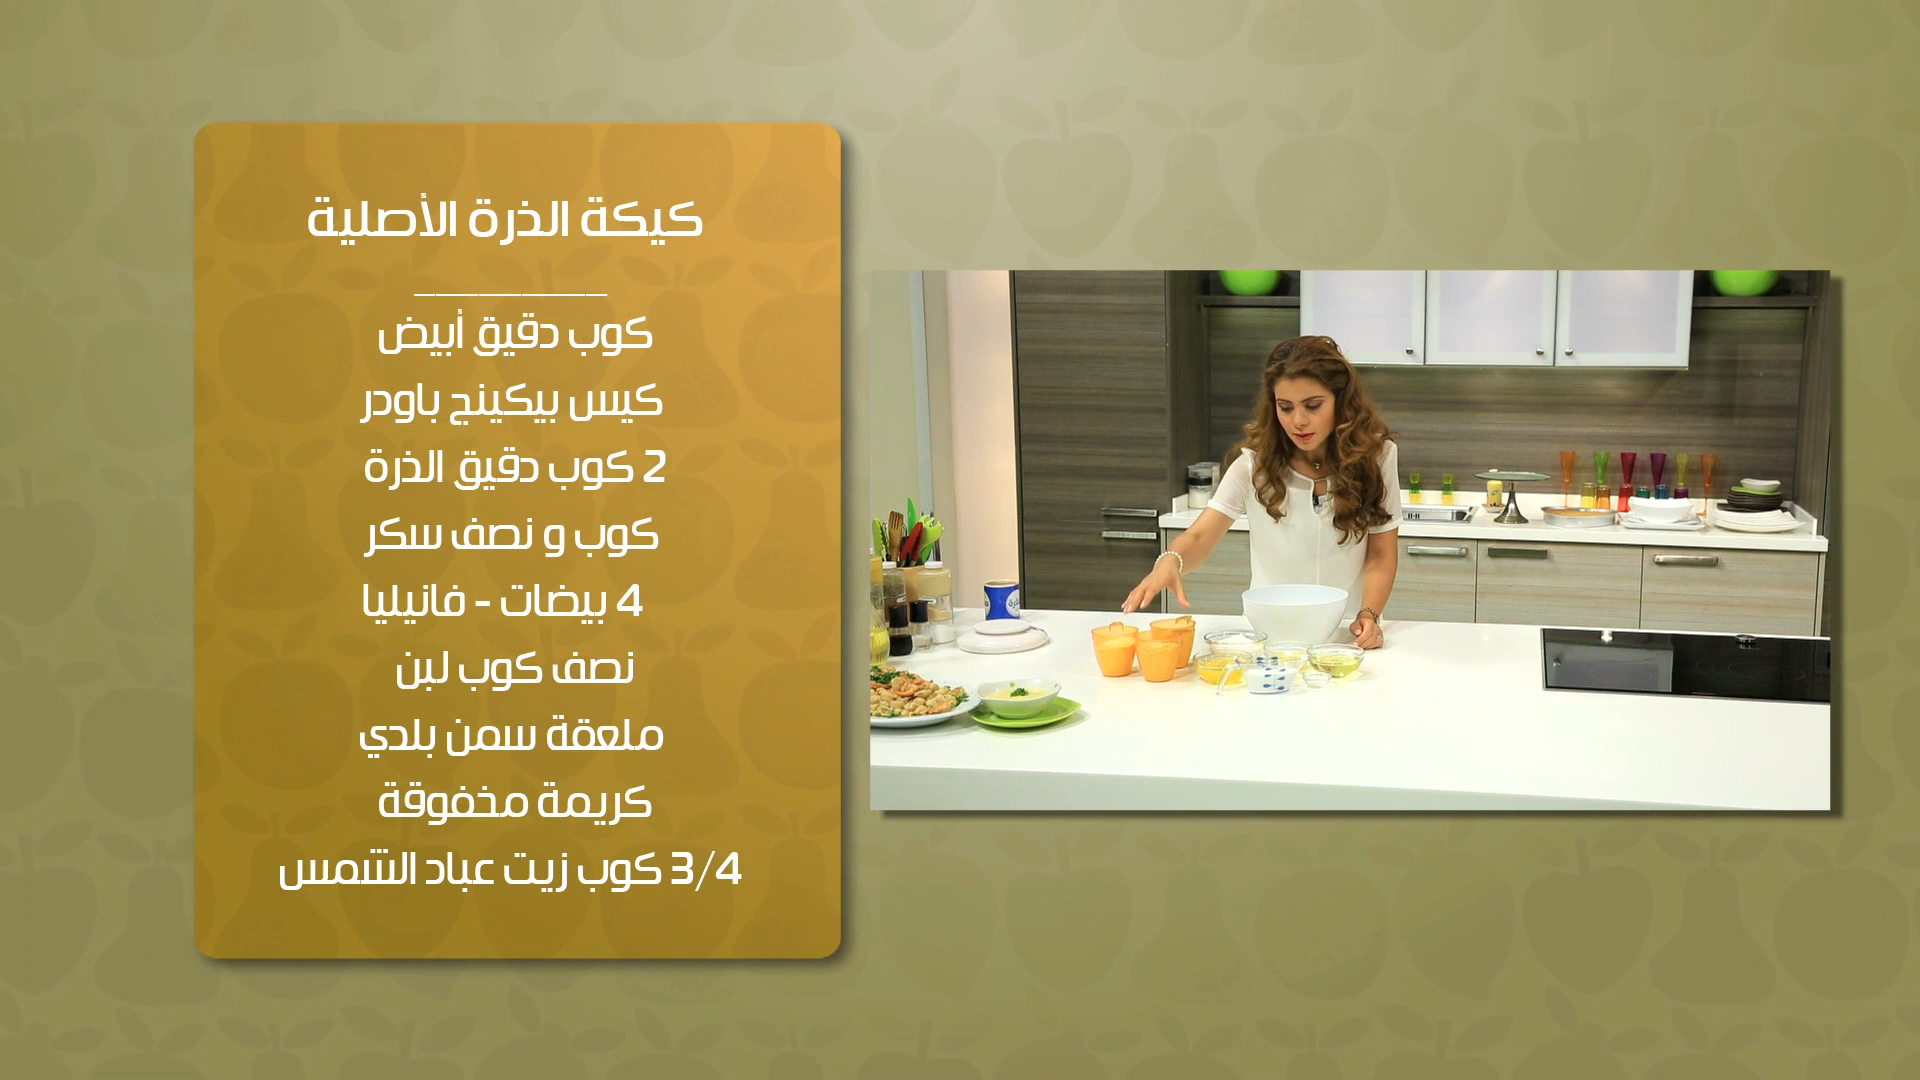 كيكة الذرة الأصلية
_________
كوب دقيق أبيض
كيس بيكينج باودر
2 كوب دقيق الذرة
كوب و نصف سكر
4 بيضات - فانيليا
نصف كوب لبن
ملعقة سمن بلدي
كريمة مخفوقة
3/4 كوب زيت عباد الشمس